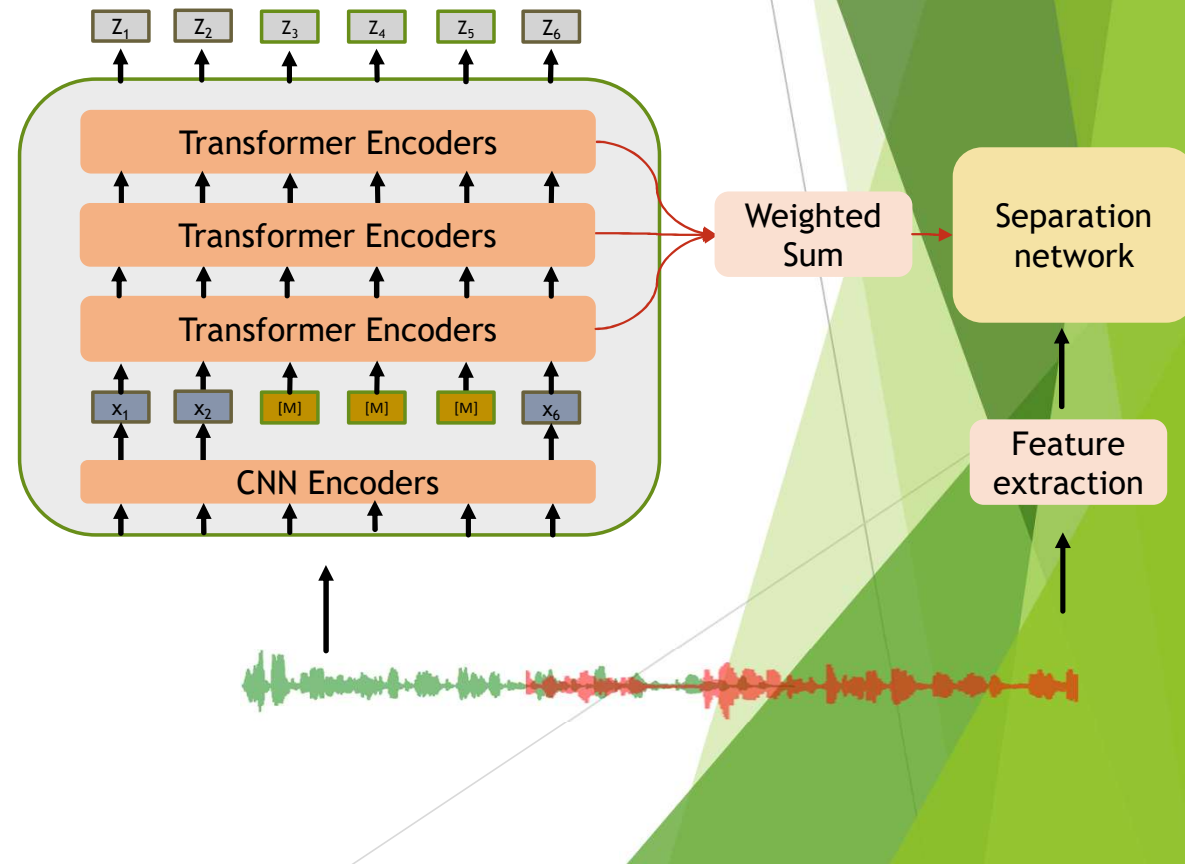 Z₁ Z₂ Z₃ Z₄ Z₅ Z₆
Transformer Encoders
Transformer Encoders
Transformer Encoders
x₁ x₂ [M] [M] [M] x₆
CNN Encoders
Weighted
Sum
Separation
network
Feature
extraction